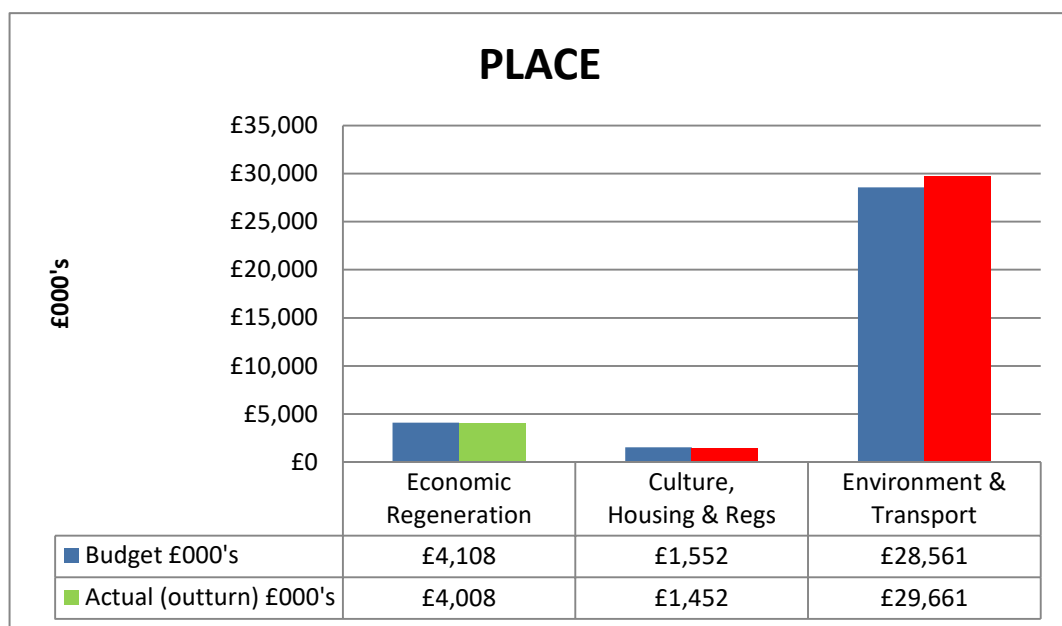 PLACE
£35,000
£30,000
£25,000
£20,000
£15,000
£10,000
£5,000
£0
£000's
Economic Regeneration
Culture, Housing & Regs
Environment & Transport
Budget £000's £4,108 £1,552 £28,561
Actual (outturn) £000's £4,008 £1,452 £29,661